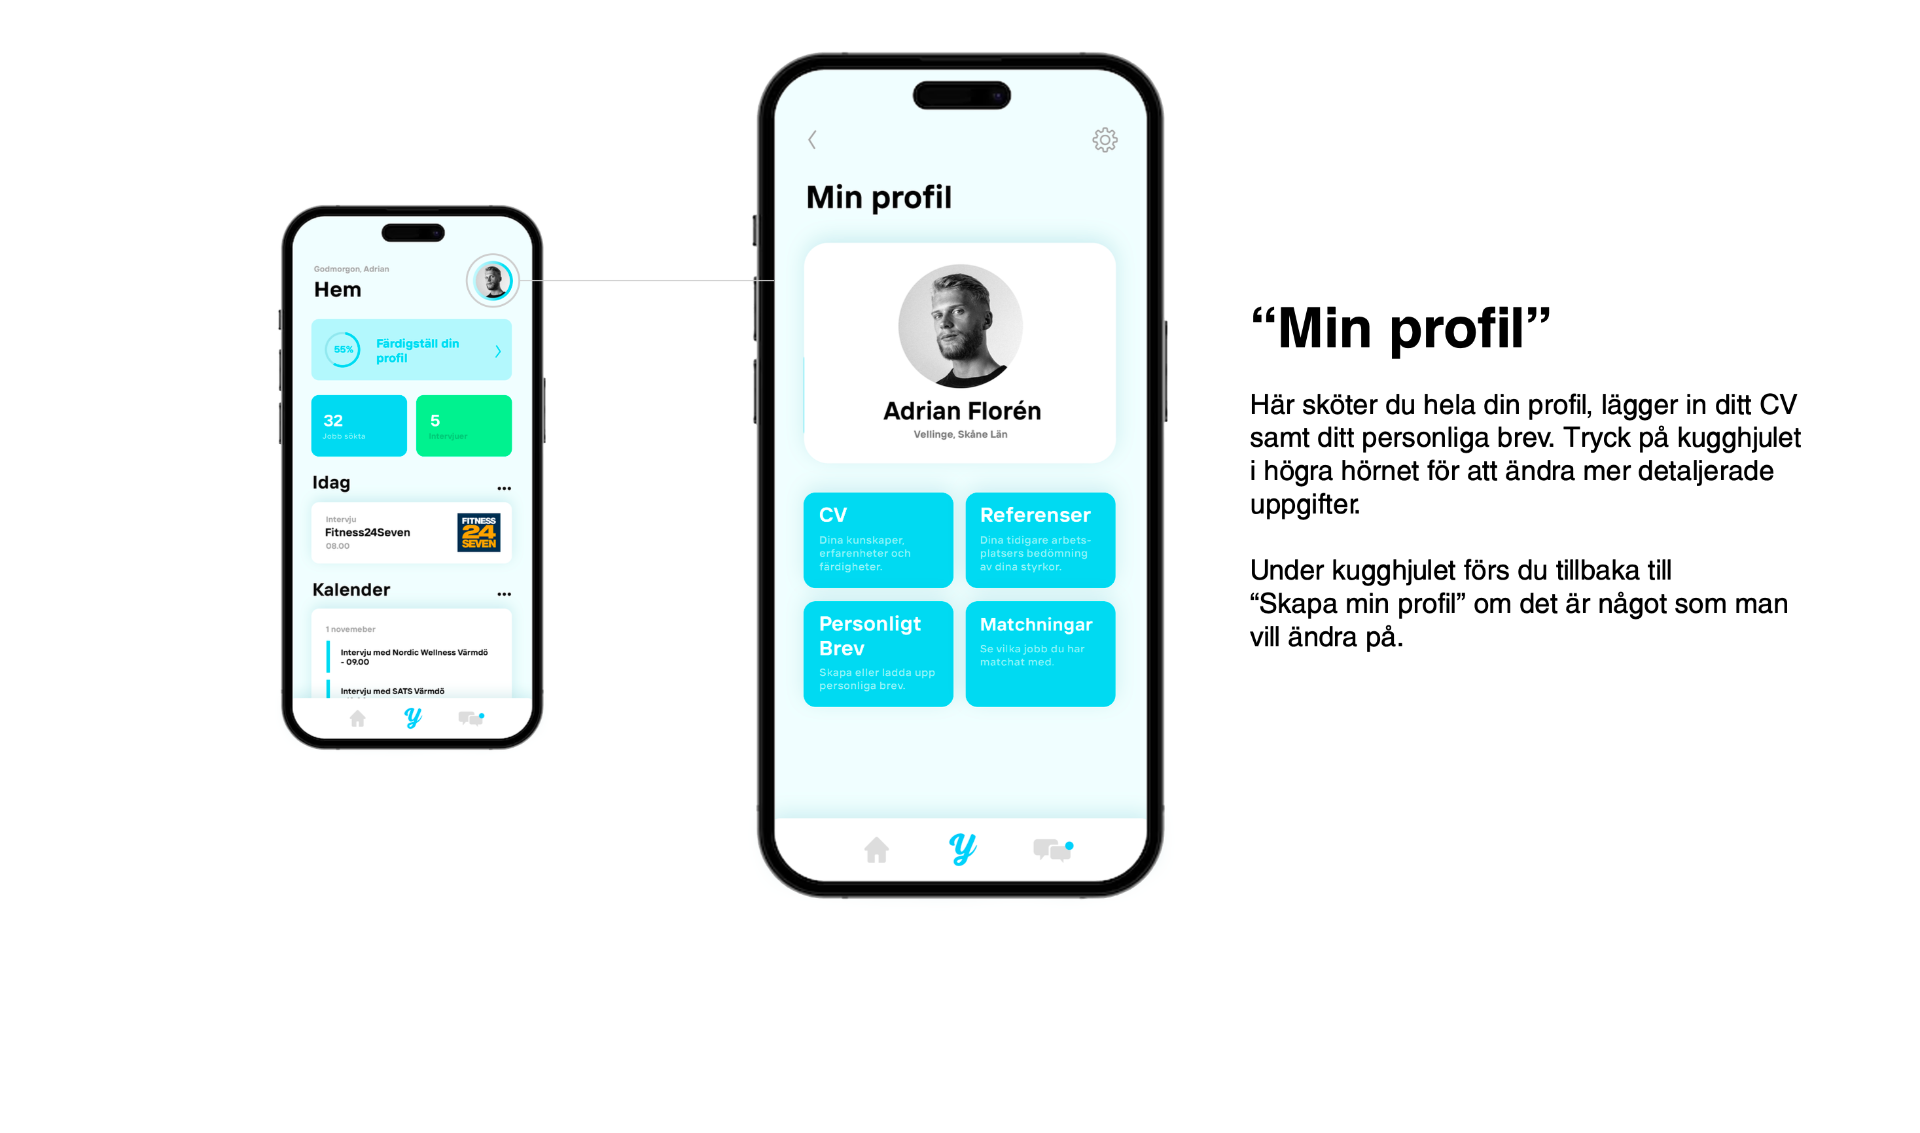 Godmorgon, Adrian
Hem
55%
Färdigställ din
profil
32
Jobb sökta
5
Intervjuer
Idag
...
Intervju
Fitness24Seven
08.00
FITNESS
24
SEVEN
Kalender
...
1 novemeber
Intervju med Nordic Wellness Värmdö
- 09.00
Intervju med SATS Värmdö
y
Min profil
Adrian Florén
Vellinge, Skåne Län
CV
Dina kunskaper,
erfarenheter och
färdigheter.
Referenser
Dina tidigare arbets-
platsers bedömning
av dina styrkor.
Personligt
Brev
Skapa eller ladda upp
personliga brev.
Matchningar
Se vilka jobb du har
matchat med.
y
“Min profil”
Här sköter du hela din profil, lägger in ditt CV
samt ditt personliga brev. Tryck på kugghjulet
i högra hörnet för att ändra mer detaljerade
uppgifter.
Under kugghjulet förs du tillbaka till
“Skapa min profil” om det är något som man
vill ändra på.